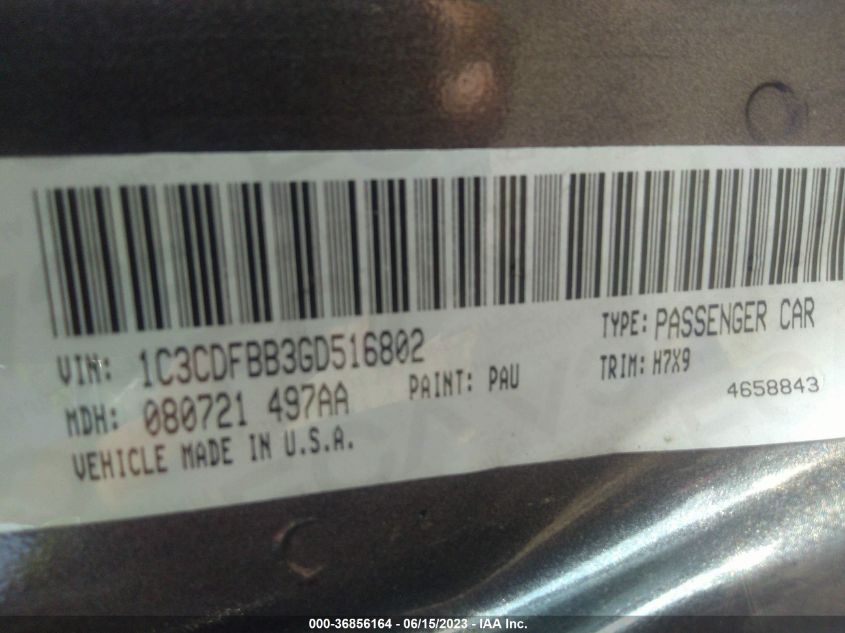 VIN: 1C3CDFBB3GD516802
TYPE: PASSENGER CAR
MDH: 080721 497AA
PAINT: PAU
TRIM: H7X9
4658843
VEHICLE MADE IN U.S.A.
000-36856164 - 06/15/2023 - IAA Inc.